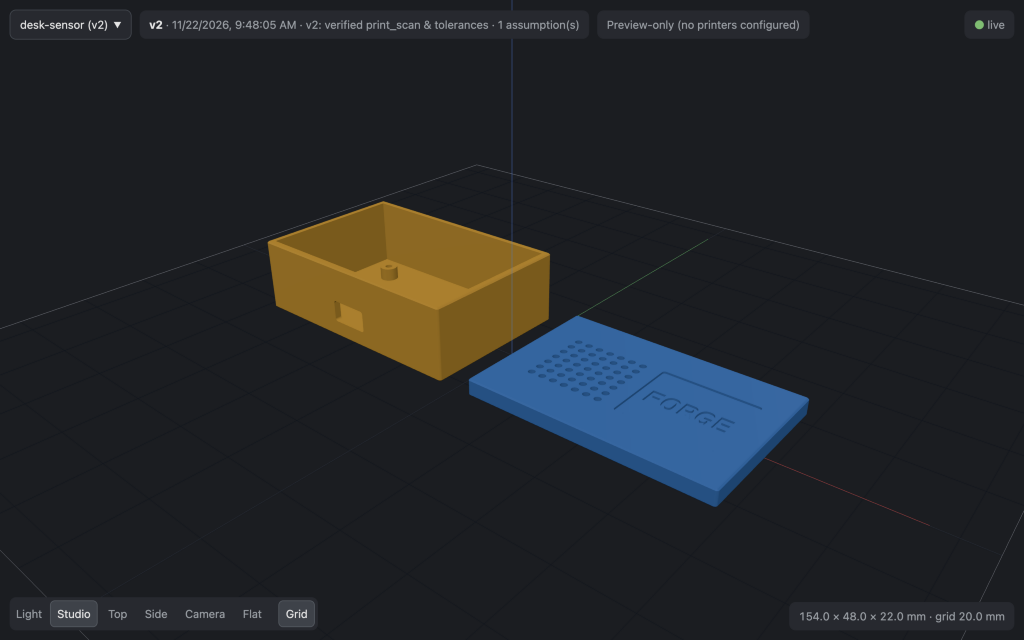 desk-sensor (v2) ▼
v2 · 11/22/2026, 9:48:05 AM · v2: verified print_scan & tolerances · 1 assumption(s)
Preview-only (no printers configured)
live
FORGE
Light Studio Top Side Camera Flat Grid
154.0 × 48.0 × 22.0 mm · grid 20.0 mm